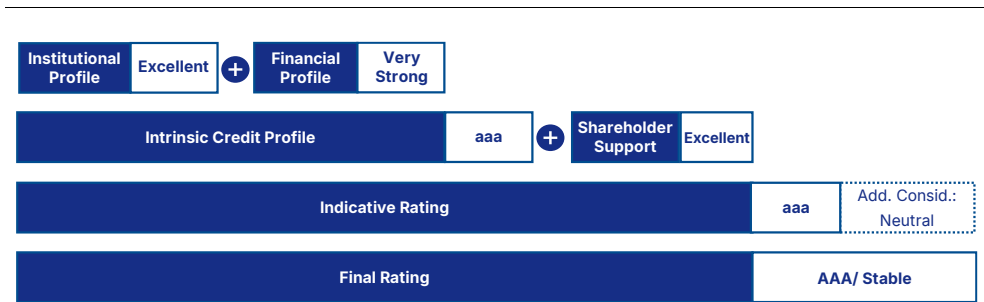 Institutional
Profile
Excellent
+
Financial
Profile
Very
Strong
Intrinsic Credit Profile
aaa
+
Shareholder
Support
Excellent
Indicative Rating
aaa
Add. Consid.:
Neutral
Final Rating
AAA/ Stable